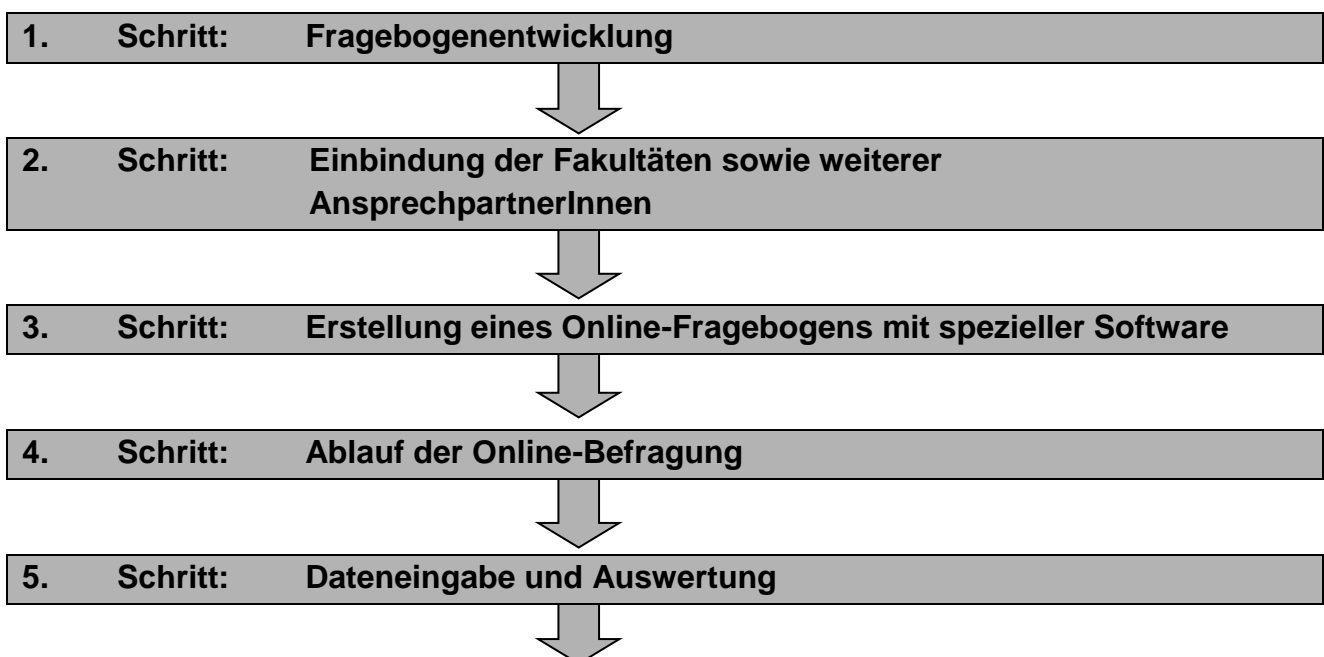 1. Schritt: Fragebogenentwicklung
2. Schritt: Einbindung der Fakultäten sowie weiterer
AnsprechpartnerInnen
3. Schritt: Erstellung eines Online-Fragebogens mit spezieller Software
4. Schritt: Ablauf der Online-Befragung
5. Schritt: Dateneingabe und Auswertung